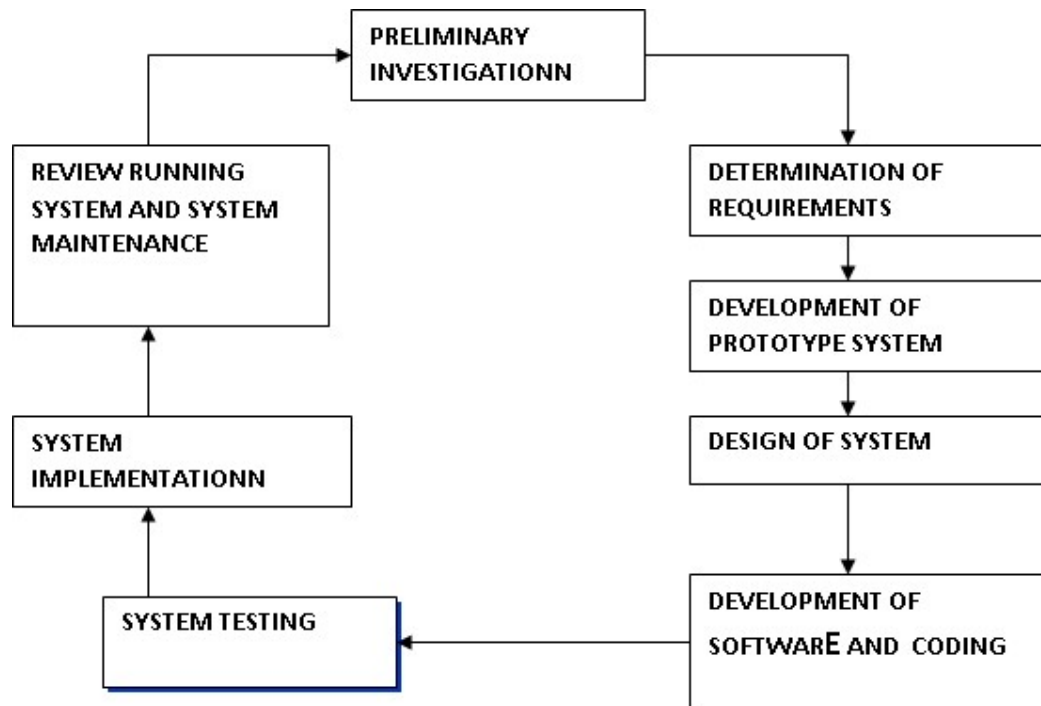 PRELIMINARY
INVESTIGATIONN
DETERMINATION OF
REQUIREMENTS
DEVELOPMENT OF
PROTOTYPE SYSTEM
DESIGN OF SYSTEM
DEVELOPMENT OF
SOFTWARE AND CODING
SYSTEM TESTING
SYSTEM
IMPLEMENTATIONN
REVIEW RUNNING
SYSTEM AND SYSTEM
MAINTENANCE